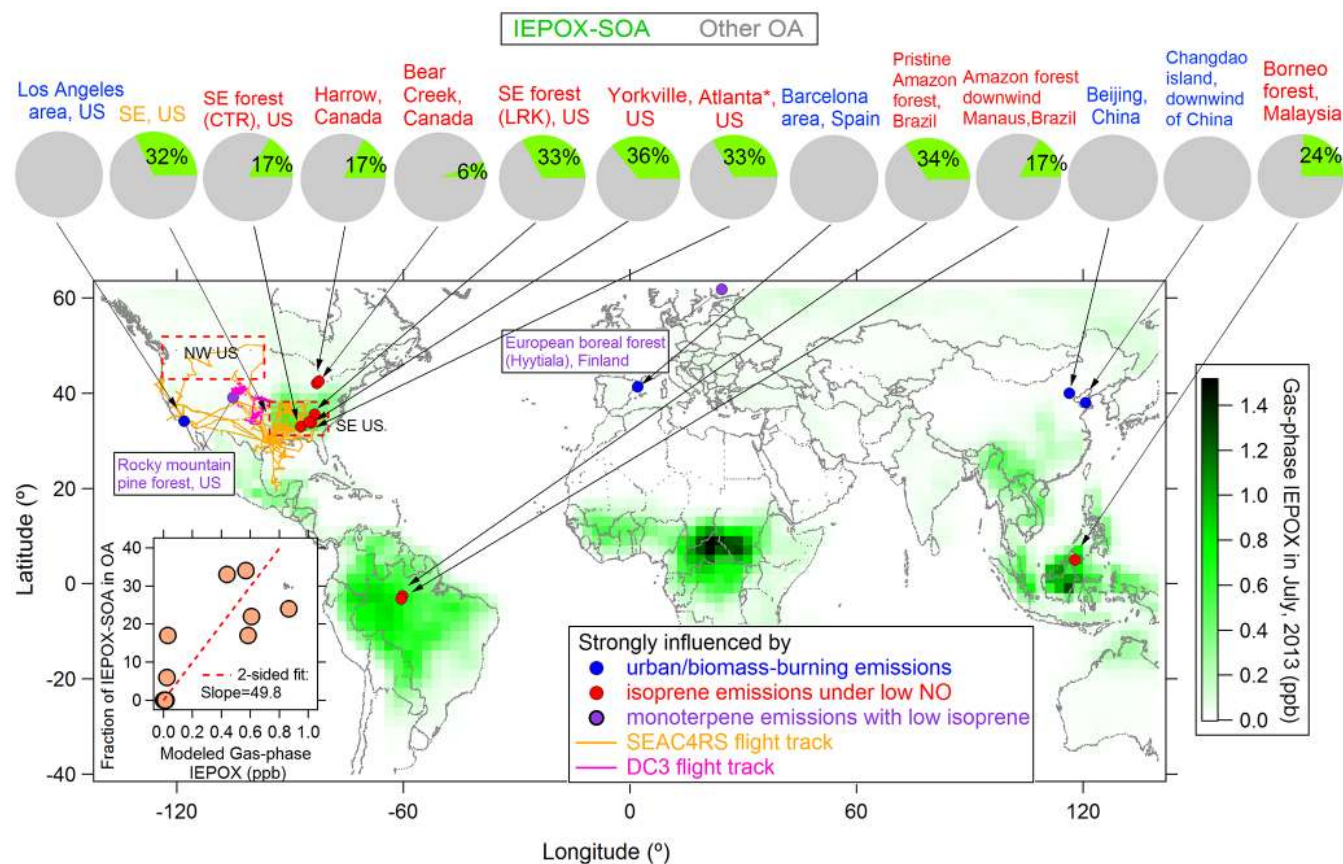 IEPOX-SOA Other OA
Los Angeles
area, US
SE, US
SE forest
(CTR), US
Harrow,
Canada
Bear
Creek,
Canada
SE forest
(LRK), US
Yorkville,
US
Atlanta*,
US
Barcelona
area, Spain
Pristine
Amazon
forest,
Brazil
Amazon forest
downwind
Manaus,Brazil
Beijing,
China
Changdao
island,
downwind
of China
Borneo
forest,
Malaysia
32%
17%
17%
6%
33%
36%
33%
34%
17%
24%
Latitude (º)
60
40
20
0
-20
-40
NW US
SE US
European boreal forest
(Hyytiala), Finland
Rocky mountain
pine forest, US
Fraction of IEPOX-SOA in OA
40
30
20
10
0
2-sided fit:
Slope=49.8
0.0 0.2 0.4 0.6 0.8 1.0
Modeled Gas-phase
IEPOX (ppb)
Strongly influenced by
urban/biomass-burning emissions
isoprene emissions under low NO
monoterpene emissions with low isoprene
SEAC4RS flight track
DC3 flight track
-120 -60 0 60 120
Longitude (º)
1.4
1.2
1.0
0.8
0.6
0.4
0.2
0.0
Gas-phase IEPOX in July, 2013 (ppb)